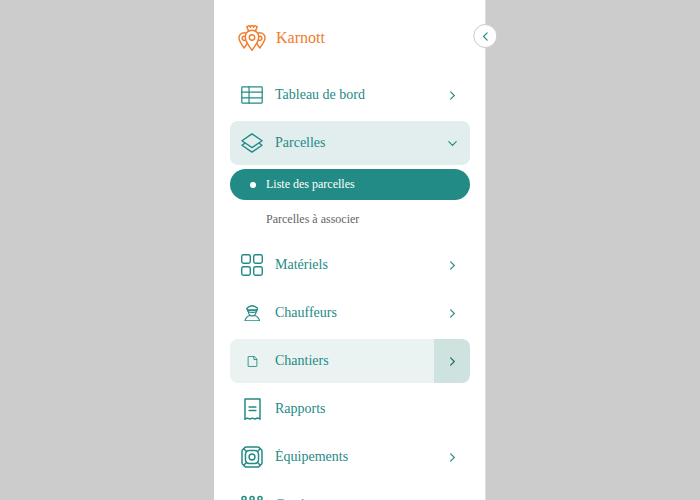 Karnott
Tableau de bord
Parcelles
Liste des parcelles
Parcelles à associer
Matériels
Chauffeurs
Chantiers
Rapports
Équipements